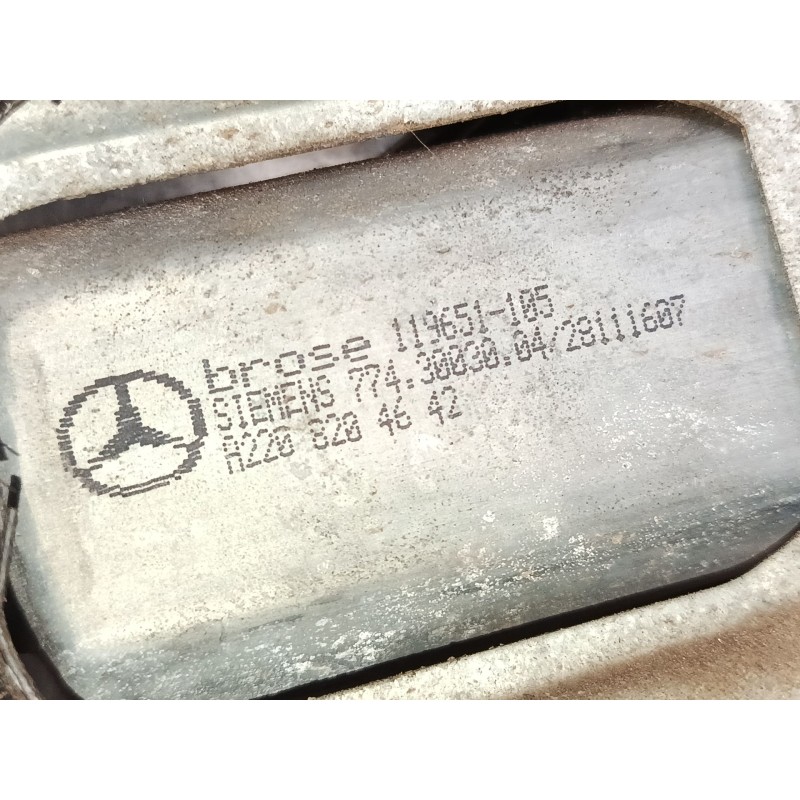 brose 119651-105
SIEMENS 774.30030.04/28111607
A220 820 46 42